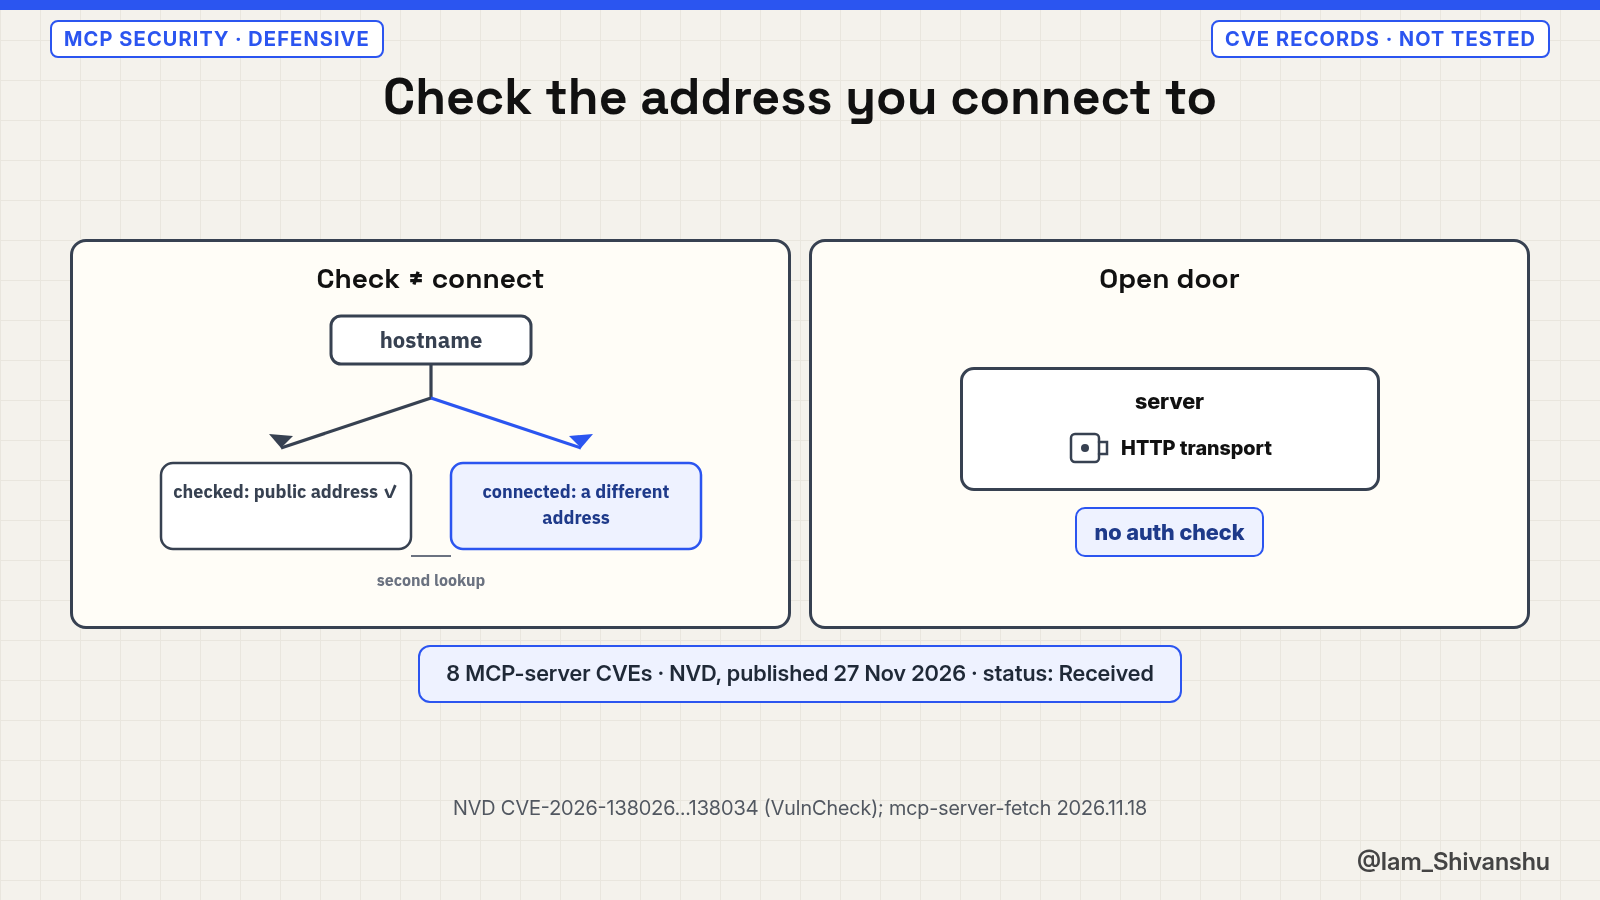 MCP SECURITY · DEFENSIVE
CVE RECORDS · NOT TESTED
Check the address you connect to
Check ≠ connect
hostname
checked: public address ✓
connected: a different
address
second lookup
Open door
server
HTTP transport
no auth check
8 MCP-server CVEs · NVD, published 27 Nov 2026 · status: Received
NVD CVE-2026-138026…138034 (VulnCheck); mcp-server-fetch 2026.11.18
@Iam_Shivanshu